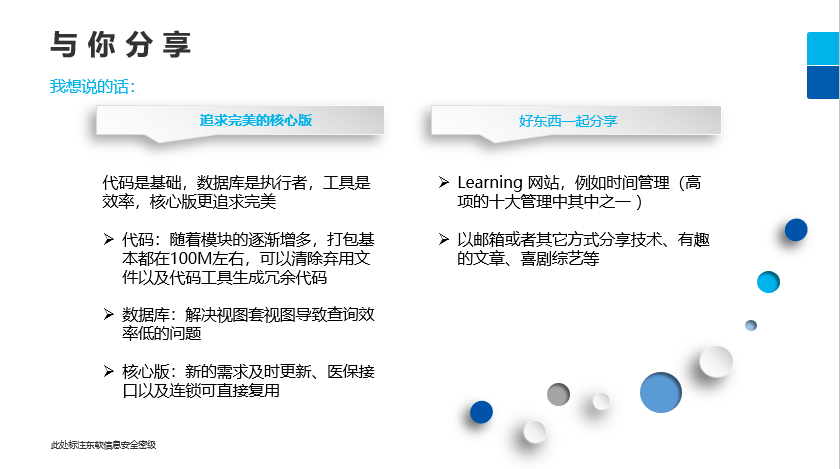 与你分享
我想说的话：
追求完美的核心版
代码是基础，数据库是执行者，工具是
效率，核心版更追求完美
➢ 代码：随着模块的逐渐增多，打包基
本都在100M左右，可以清除弃用文
件以及代码工具生成冗余代码
➢ 数据库：解决视图套视图导致查询效
率低的问题
➢ 核心版：新的需求及时更新、医保接
口以及连锁可直接复用
好东西一起分享
➢ Learning 网站，例如时间管理（高
项的十大管理中其中之一 ）
➢ 以邮箱或者其它方式分享技术、有趣
的文章、喜剧综艺等
此处标注东软信息安全密级